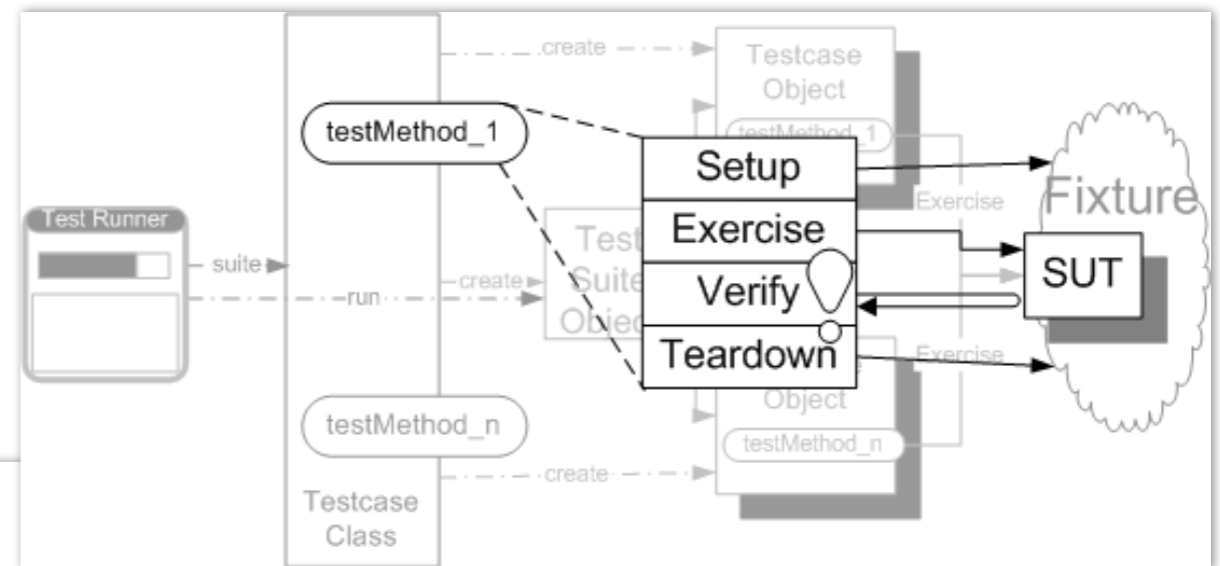 create
Testcase
Object
testMethod_1
testMethod_1
Setup
Exercise
Fixture
Test Runner
Exercise
Test
suite
SUT
create
Suite
Verify
run
Object
Teardown
Exercise
Object
testMethod_n
testMethod_n
create
Testcase
Class